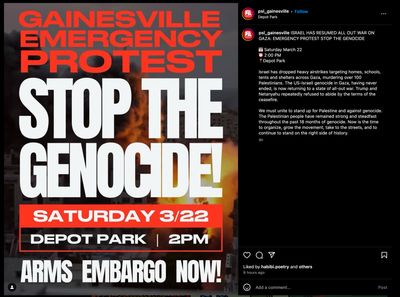 GAINESVILLE
EMERGENCY
PROTEST
STOP THE
GENOCIDE!
SATURDAY 3/22
DEPOT PARK | 2PM
ARMS EMBARGO NOW!
psl_gainesville • Follow
Depot Park
psl_gainesville ISRAEL HAS RESUMED ALL OUT WAR ON
GAZA: EMERGENCY PROTEST STOP THE GENOCIDE
Saturday March 22
2:00 PM
Depot Park
Israel has dropped heavy airstrikes targeting homes, schools,
tents and shelters across Gaza, murdering over 100
Palestinians. The US-Israeli genocide in Gaza, having never
ended, is now returning to a state of all-out war. Trump and
Netanyahu repeatedly refused to abide by the terms of the
ceasefire.
We must unite to stand up for Palestine and against genocide.
The Palestinian people have remained strong and steadfast
throughout the past 18 months of genocide. Now is the time
to organize, grow the movement, take to the streets, and to
continue to stand on the right side of history.
Liked by habibi.poetry and others
6 hours ago
Add a comment...